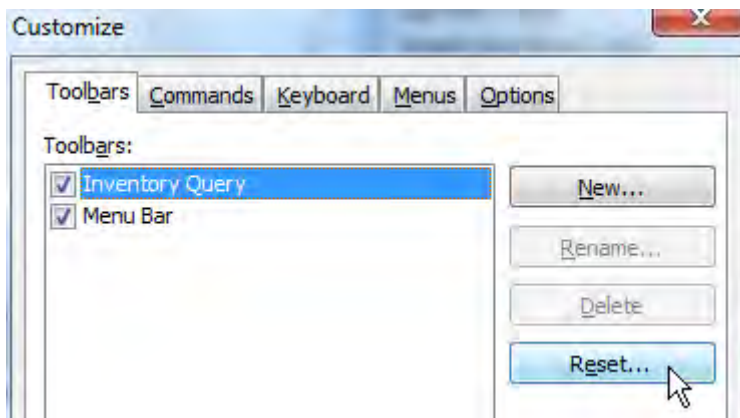 Customize
Toolbars Commands Keyboard Menus Options
Toolbars:
Inventory Query
Menu Bar
New...
Rename...
Delete
Reset...